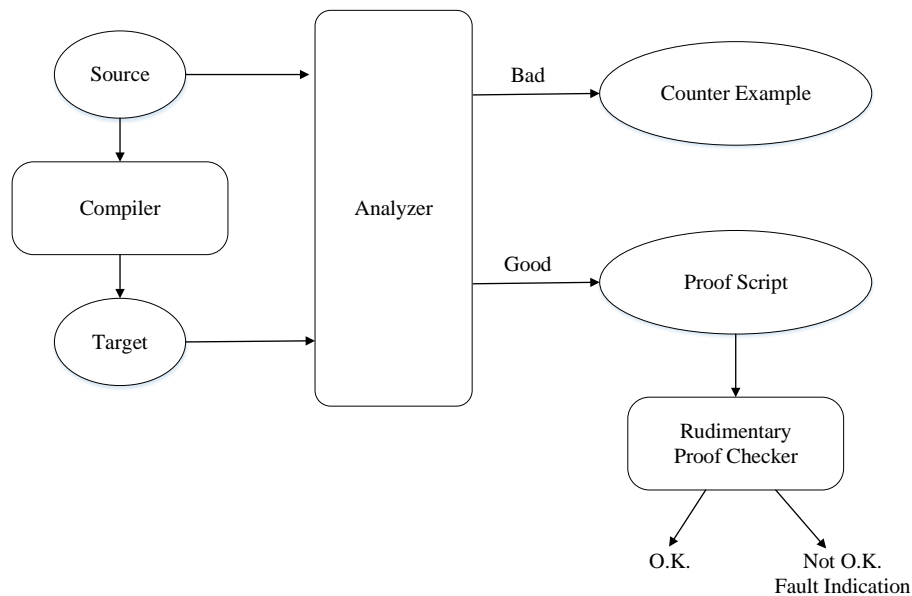 Source
Bad
Counter Example
Compiler
Analyzer
Good
Proof Script
Target
Rudimentary
Proof Checker
O.K.
Not O.K.
Fault Indication